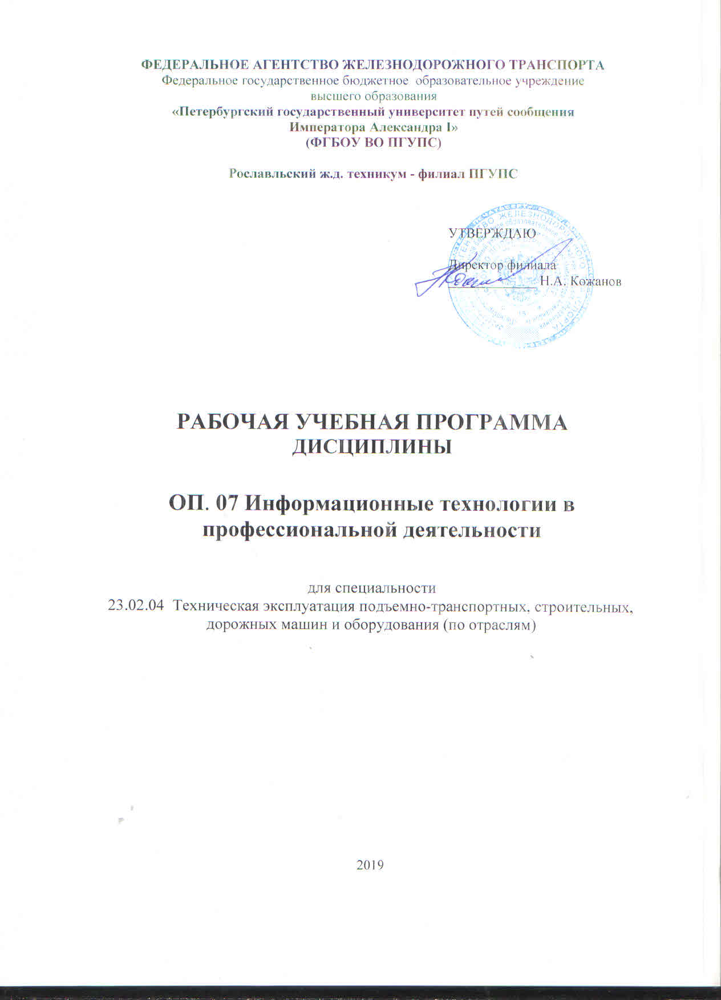 ФЕДЕРАЛЬНОЕ АГЕНТСТВО ЖЕЛЕЗНОДОРОЖНОГО ТРАНСПОРТА
Федеральное государственное бюджетное образовательное учреждение
высшего образования
«Петербургский государственный университет путей сообщения
Императора Александра I»
(ФГБОУ ВО ПГУПС)
Рославльский ж.д. техникум - филиал ПГУПС
УТВЕРЖДАЮ
Директор филиала
Н.А. Кожанов
РАБОЧАЯ УЧЕБНАЯ ПРОГРАММА
ДИСЦИПЛИНЫ
ОП. 07 Информационные технологии в
профессиональной деятельности
для специальности
23.02.04 Техническая эксплуатация подъемно-транспортных, строительных,
дорожных машин и оборудования (по отраслям)
2019